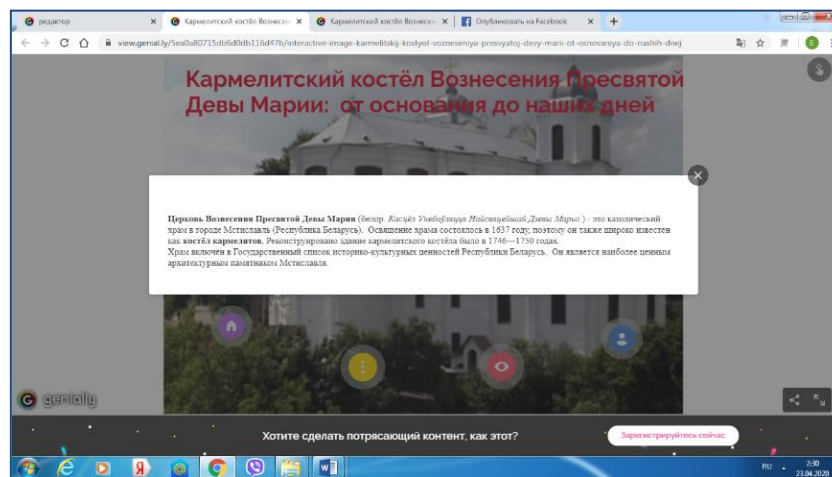 редактор
Кармелитский костёл Вознесен
Кармелитский костёл Вознесен
Опубликовать на Facebook
view.genial.ly/5ea0a80715db6d0db116d47b/interactive-image-karmelitskij-kostyol-vozneseniya-presvyatoj-devy-marii-ot-osnovaniya-do-nashih-dnej
Кармелитский костёл Вознесения Пресвятой
Девы Марии: от основания до наших дней
Церковь Вознесения Пресвятой Девы Марии (белор. Касцёл Унебаўзяцця Найсвяцейшай Дзевы Марыі ) - это католический
храм в городе Мстиславль (Республика Беларусь). Освящение храма состоялось в 1637 году, поэтому он также широко известен
как костёл кармелитов. Реконструировано здание кармелитского костёла было в 1746—1750 годах.
Храм включён в Государственный список историко-культурных ценностей Республики Беларусь. Он является наиболее ценным
архитектурным памятником Мстиславля.
genially
Хотите сделать потрясающий контент, как этот?
Зарегистрируйтесь сейчас
RU
2:30
23.04.2020